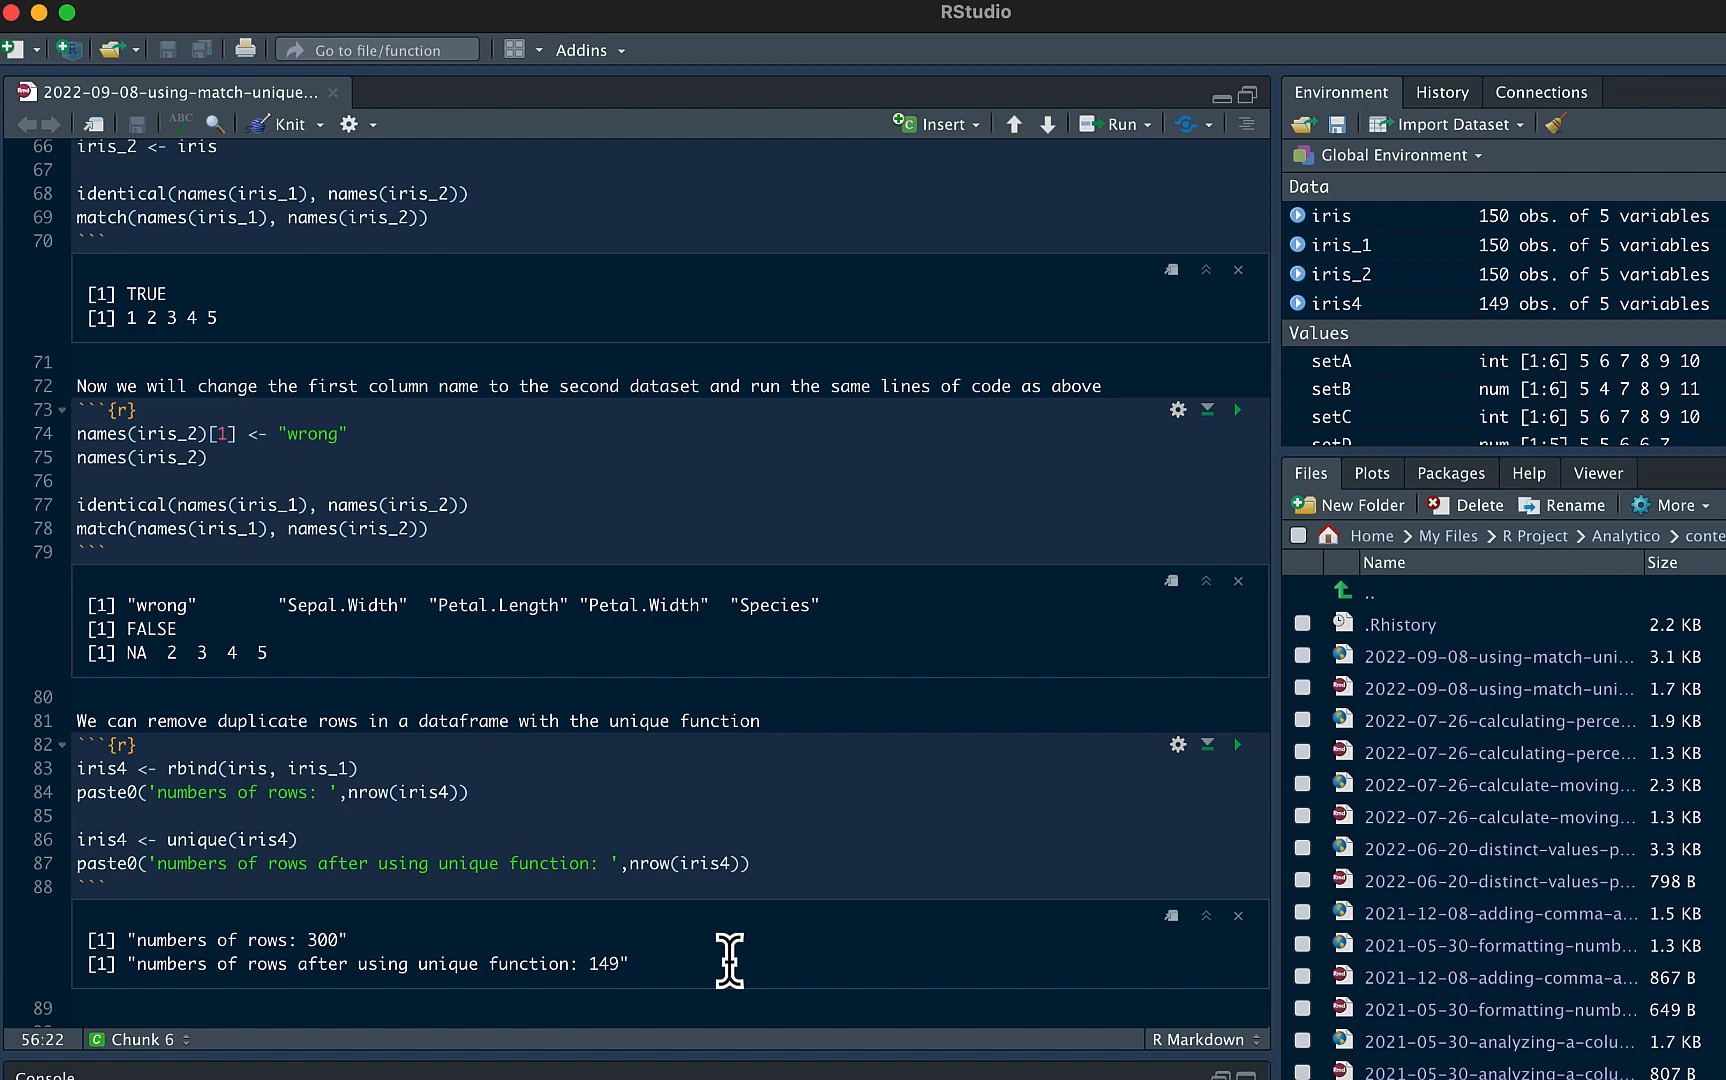 RStudio
Go to file/function
Addins
2022-09-08-using-match-unique...
ABC
Knit
Insert
Run
66 iris_2 <- iris
67
68 identical(names(iris_1), names(iris_2))
69 match(names(iris_1), names(iris_2))
70 ```
[1] TRUE
[1] 1 2 3 4 5
71
72 Now we will change the first column name to the second dataset and run the same lines of code as above
73 ```{r}
74 names(iris_2)[1] <- "wrong"
75 names(iris_2)
76
77 identical(names(iris_1), names(iris_2))
78 match(names(iris_1), names(iris_2))
79 ```
[1] "wrong" "Sepal.Width" "Petal.Length" "Petal.Width" "Species"
[1] FALSE
[1] NA 2 3 4 5
80
81 We can remove duplicate rows in a dataframe with the unique function
82 ```{r}
83 iris4 <- rbind(iris, iris_1)
84 paste0('numbers of rows: ',nrow(iris4))
85
86 iris4 <- unique(iris4)
87 paste0('numbers of rows after using unique function: ',nrow(iris4))
88 ```
[1] "numbers of rows: 300"
[1] "numbers of rows after using unique function: 149"
89
56:22 Chunk 6 R Markdown
Console
Environment History Connections
Import Dataset
Global Environment
Data
iris 150 obs. of 5 variables
iris_1 150 obs. of 5 variables
iris_2 150 obs. of 5 variables
iris4 149 obs. of 5 variables
Values
setA int [1:6] 5 6 7 8 9 10
setB num [1:6] 5 4 7 8 9 11
setC int [1:6] 5 6 7 8 9 10
setD num [1:5] 5 5 6 6 7
Files Plots Packages Help Viewer
New Folder Delete Rename More
Home My Files R Project Analytico conte
Name Size
..
.Rhistory 2.2 KB
2022-09-08-using-match-uni... 3.1 KB
2022-09-08-using-match-uni... 1.7 KB
2022-07-26-calculating-perce... 1.9 KB
2022-07-26-calculating-perce... 1.3 KB
2022-07-26-calculate-moving... 2.3 KB
2022-07-26-calculate-moving... 1.3 KB
2022-06-20-distinct-values-p... 3.3 KB
2022-06-20-distinct-values-p... 798 B
2021-12-08-adding-comma-a... 1.5 KB
2021-05-30-formatting-numb... 1.3 KB
2021-12-08-adding-comma-a... 867 B
2021-05-30-formatting-numb... 649 B
2021-05-30-analyzing-a-colu... 1.7 KB
2021-05-30-analyzing-a-colu... 807 B